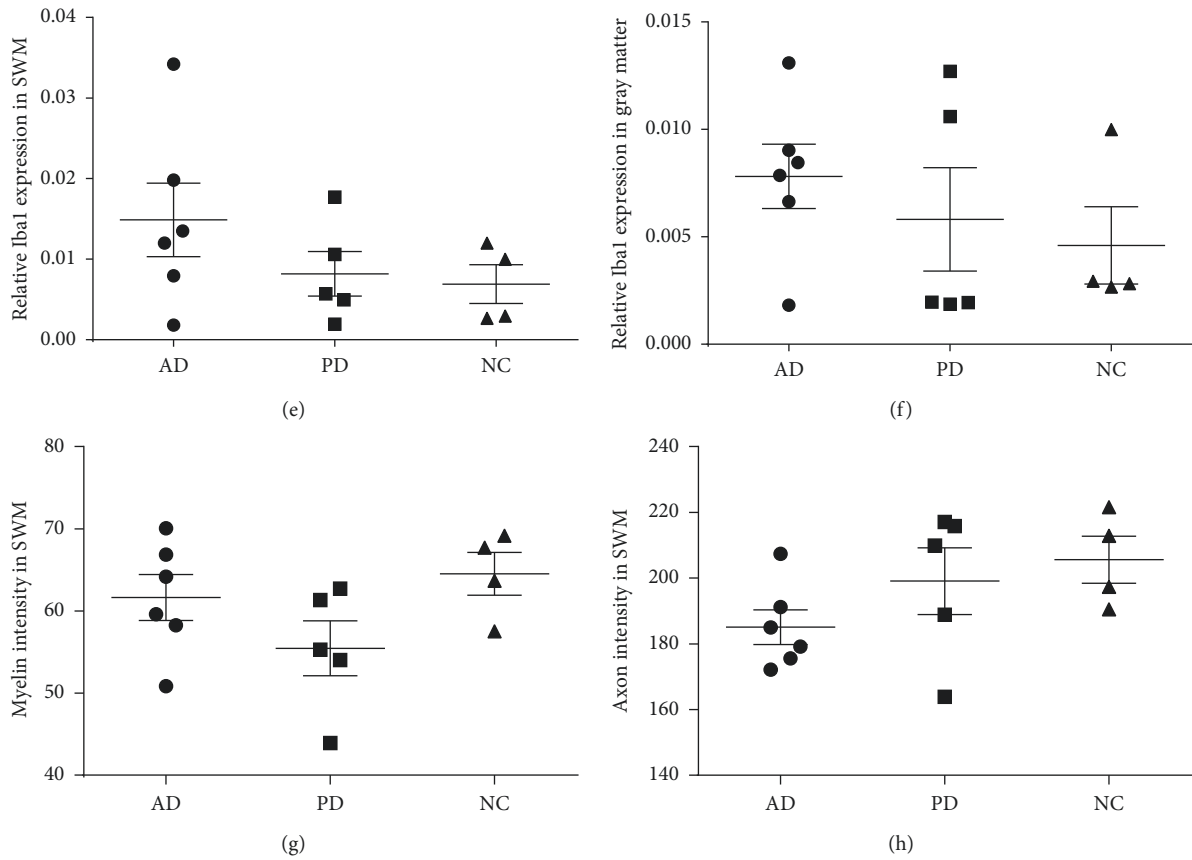 Relative Iba1 expression in SWM
0.04
0.03
0.02
0.01
0.00
AD PD NC
(e)
Relative Iba1 expression in gray matter
0.015
0.010
0.005
0.000
AD PD NC
(f)
Myelin intensity in SWM
80
70
60
50
40
AD PD NC
(g)
Axon intensity in SWM
240
220
200
180
160
140
AD PD NC
(h)